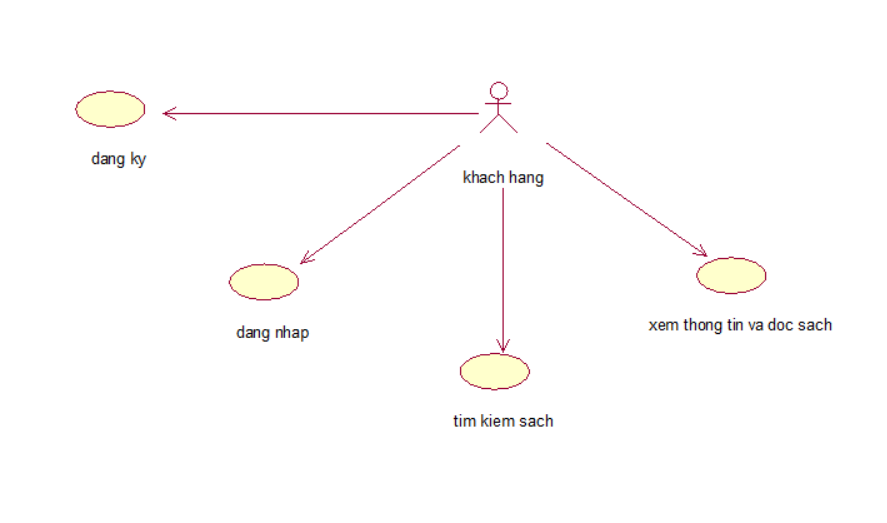 dang ky
khach hang
dang nhap
xem thong tin va doc sach
tim kiem sach